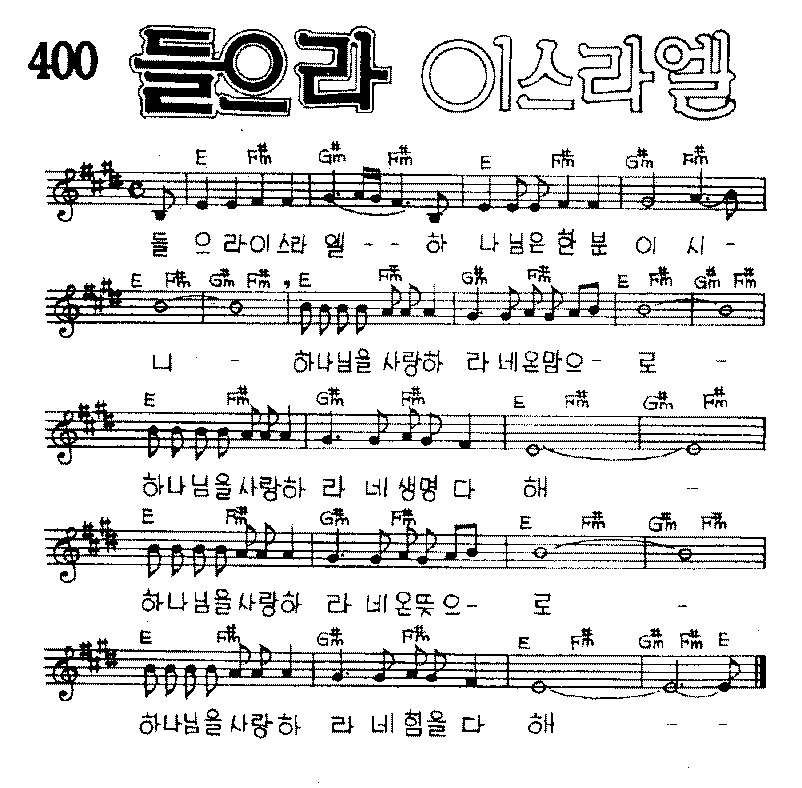 400 들으라 이스라엘
E F#m G#m F#m E F#m G#m F#m
들 으 라 이 스 라 엘 - - 하 나 님 은 한 분 이 시 -
E F#m G#m F#m , E F#m G#m F#m E F#m G#m F#m
니 - 하나님을 사랑하 라 네 온맘으- 로 -
E F#m G#m F#m E F#m G#m F#m
하나님을사랑하 라 네 생명 다 해 -
E F#m G#m F#m E F#m G#m F#m
하나님을사랑하 라 네 온뜻으- 로 -
E F#m G#m F#m E F#m G#m F#m E
하나님을사랑하 라 네 힘을 다 해 - -